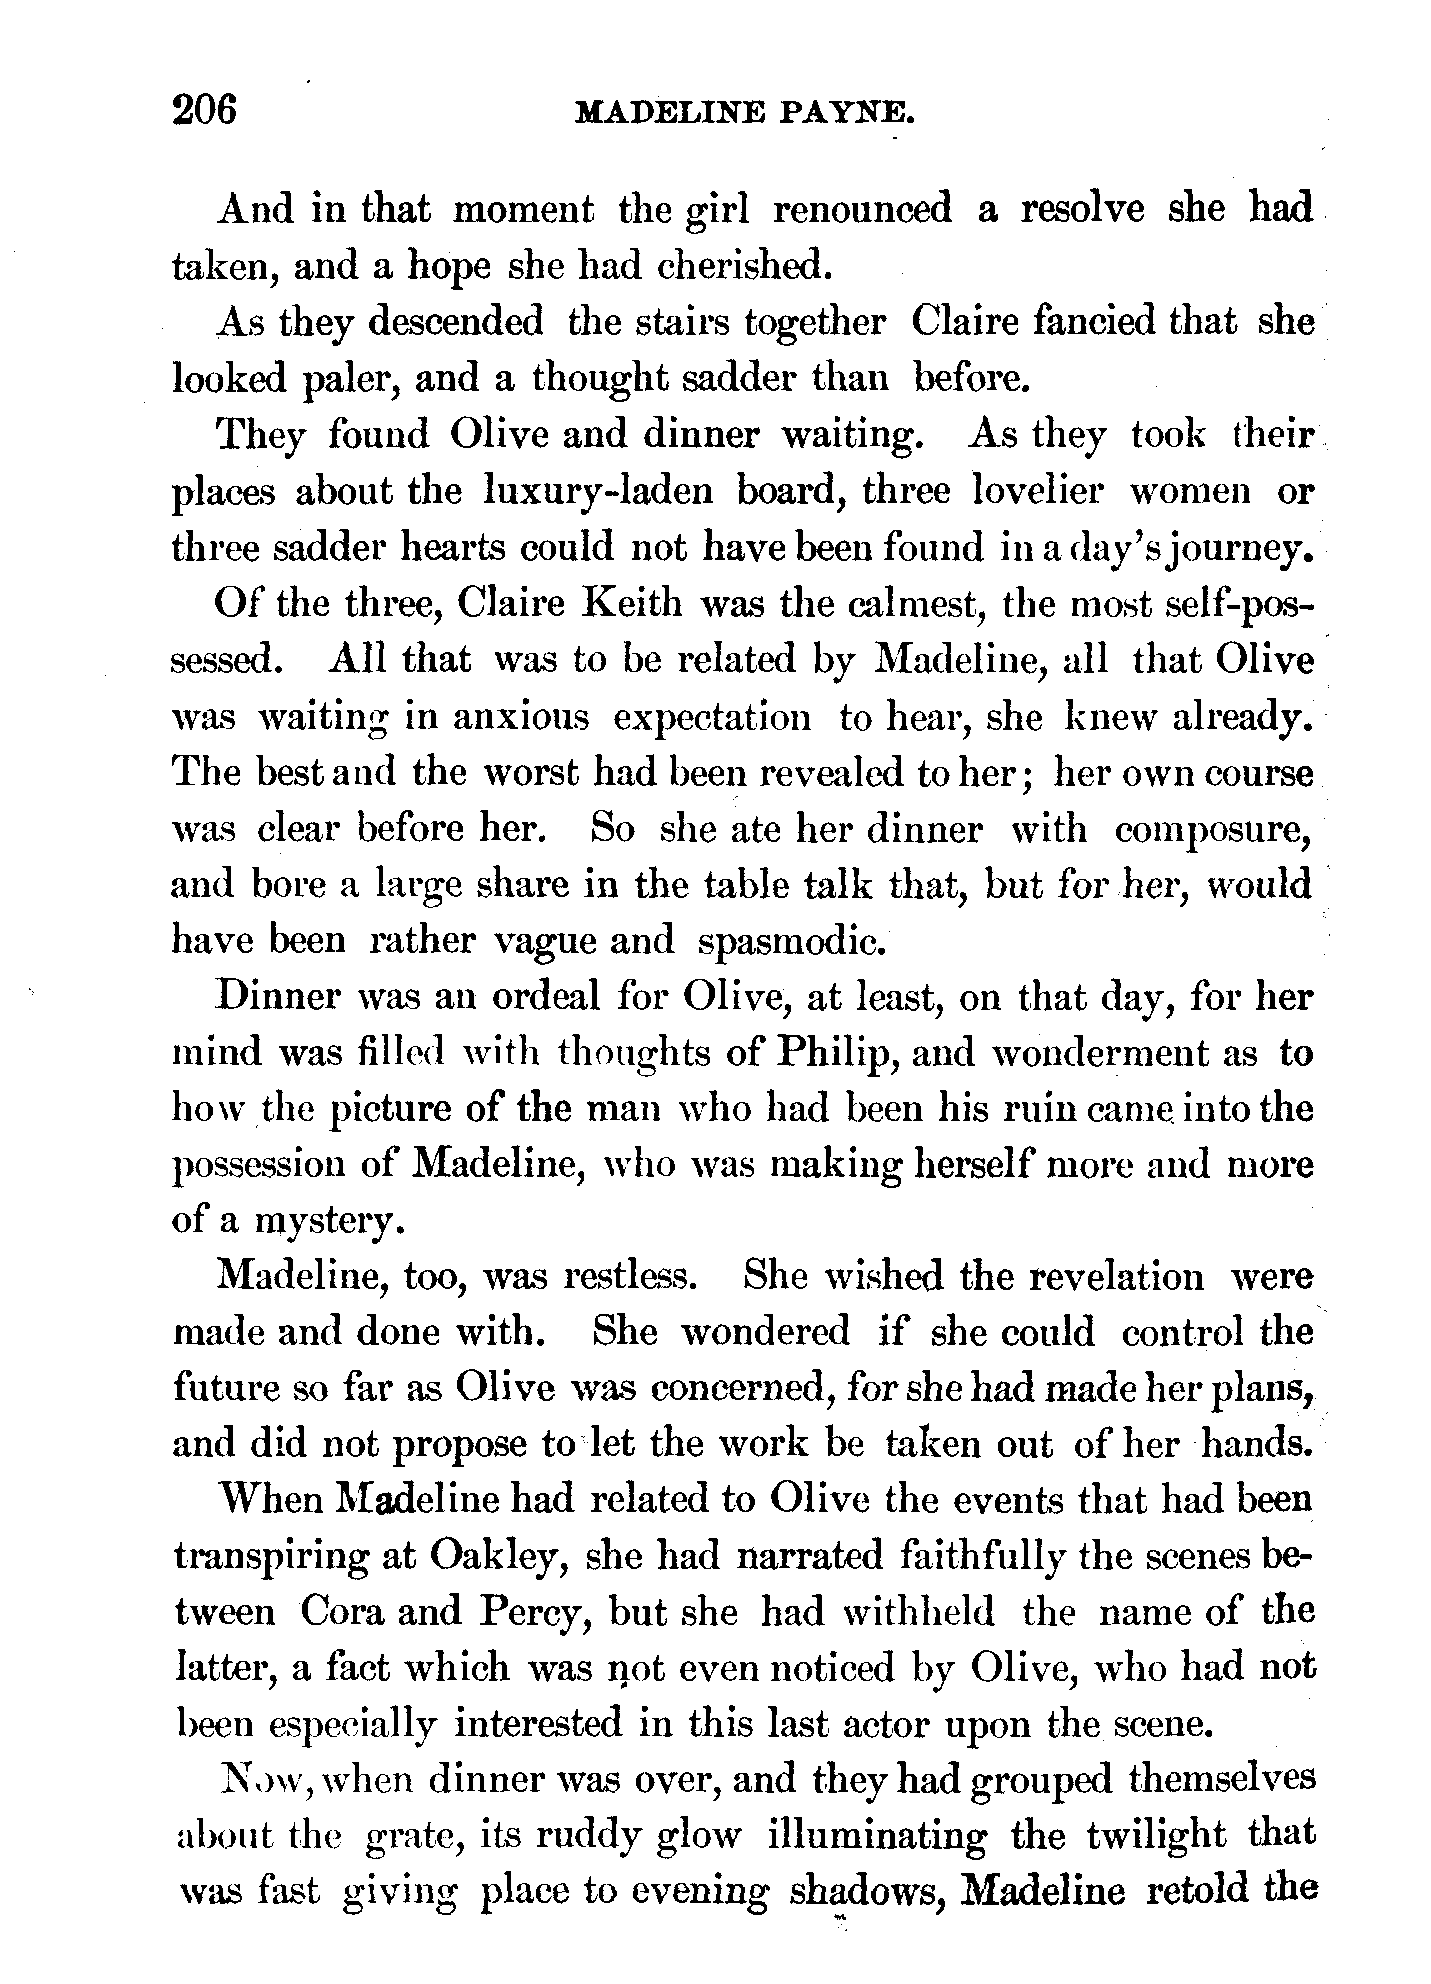 206 MADELINE PAYNE.
And in that moment the girl renounced a resolve she had
taken, and a hope she had cherished.
As they descended the stairs together Claire fancied that she
looked paler, and a thought sadder than before.
They found Olive and dinner waiting. As they took their
places about the luxury-laden board, three lovelier women or
three sadder hearts could not have been found in a day's journey.
Of the three, Claire Keith was the calmest, the most self-pos-
sessed. All that was to be related by Madeline, all that Olive
was waiting in anxious expectation to hear, she knew already.
The best and the worst had been revealed to her; her own course
was clear before her. So she ate her dinner with composure,
and bore a large share in the table talk that, but for her, would
have been rather vague and spasmodic.
Dinner was an ordeal for Olive, at least, on that day, for her
mind was filled with thoughts of Philip, and wonderment as to
how the picture of the man who had been his ruin came into the
possession of Madeline, who was making herself more and more
of a mystery.
Madeline, too, was restless. She wished the revelation were
made and done with. She wondered if she could control the
future so far as Olive was concerned, for she had made her plans,
and did not propose to let the work be taken out of her hands.
When Madeline had related to Olive the events that had been
transpiring at Oakley, she had narrated faithfully the scenes be-
tween Cora and Percy, but she had withheld the name of the
latter, a fact which was not even noticed by Olive, who had not
been especially interested in this last actor upon the scene.
Now, when dinner was over, and they had grouped themselves
about the grate, its ruddy glow illuminating the twilight that
was fast giving place to evening shadows, Madeline retold the